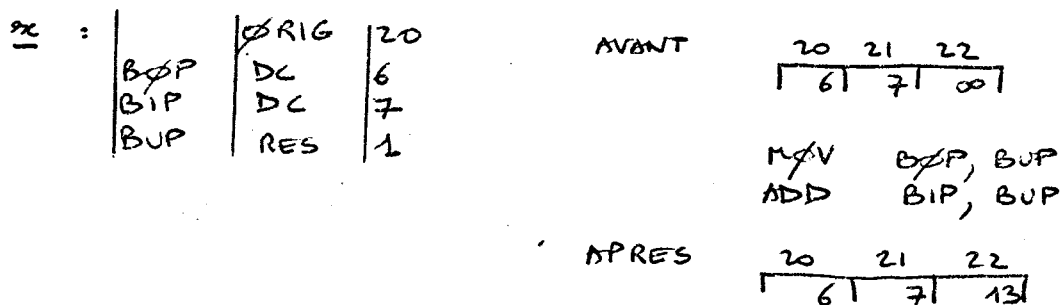 ex : | | ØRIG | 20
| BØP | DC | 6
| BIP | DC | 7
| BUP | RES | 1
AVANT
20 21 22
| 6 | 7 | ∞ |
MØV BØP, BUP
ADD BIP, BUP
APRES
20 21 22
| 6 | 7 | 13 |